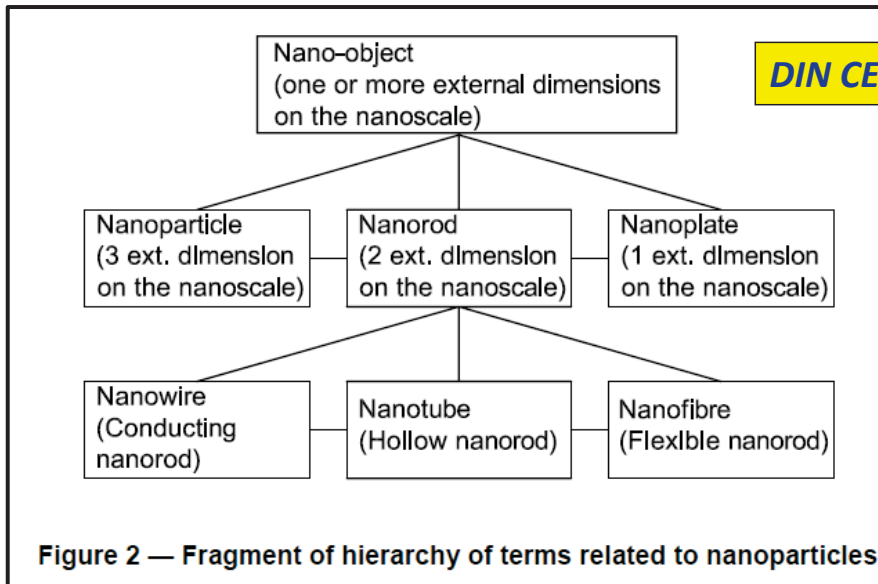 Nano-object
(one or more external dimensions
on the nanoscale)
DIN CE
Nanoparticle
(3 ext. dimension
on the nanoscale)
Nanorod
(2 ext. dimension
on the nanoscale)
Nanoplate
(1 ext. dimension
on the nanoscale)
Nanowire
(Conducting
nanorod)
Nanotube
(Hollow nanorod)
Nanofibre
(Flexible nanorod)
Figure 2 — Fragment of hierarchy of terms related to nanoparticles